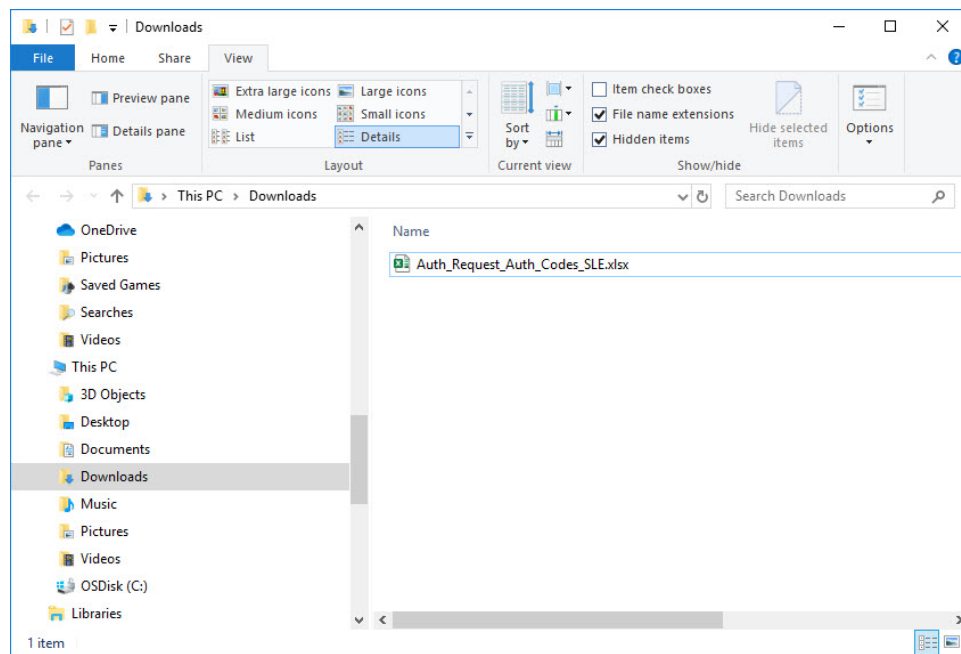 Downloads
File Home Share View
Navigation pane
Preview pane
Details pane
Panes
Extra large icons Large icons
Medium icons Small icons
List Details
Layout
Sort by
Current view
Item check boxes
File name extensions
Hidden items
Hide selected items
Show/hide
Options
This PC > Downloads
Search Downloads
OneDrive
Pictures
Saved Games
Searches
Videos
This PC
3D Objects
Desktop
Documents
Downloads
Music
Pictures
Videos
OSDisk (C:)
Libraries
Name
Auth_Request_Auth_Codes_SLE.xlsx
1 item